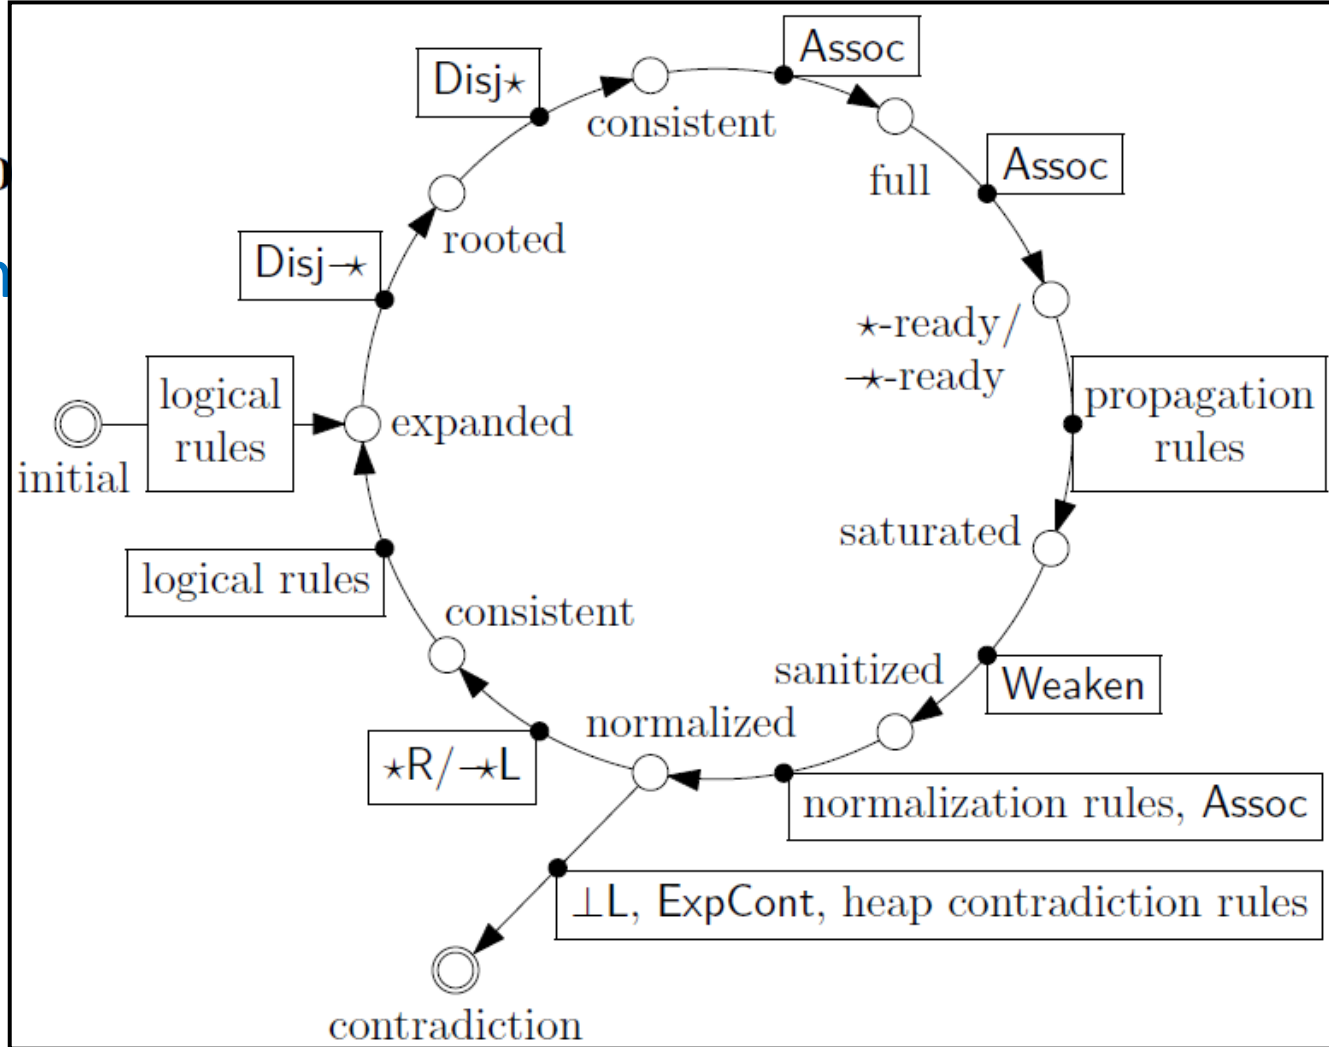 Assoc
Disj⋆
consistent
Assoc
full
rooted
Disj─⋆
⋆-ready/
─⋆-ready
logical
rules
propagation
rules
expanded
initial
saturated
logical rules
consistent
sanitized
Weaken
normalized
⋆R/─⋆L
normalization rules, Assoc
⊥L, ExpCont, heap contradiction rules
contradiction